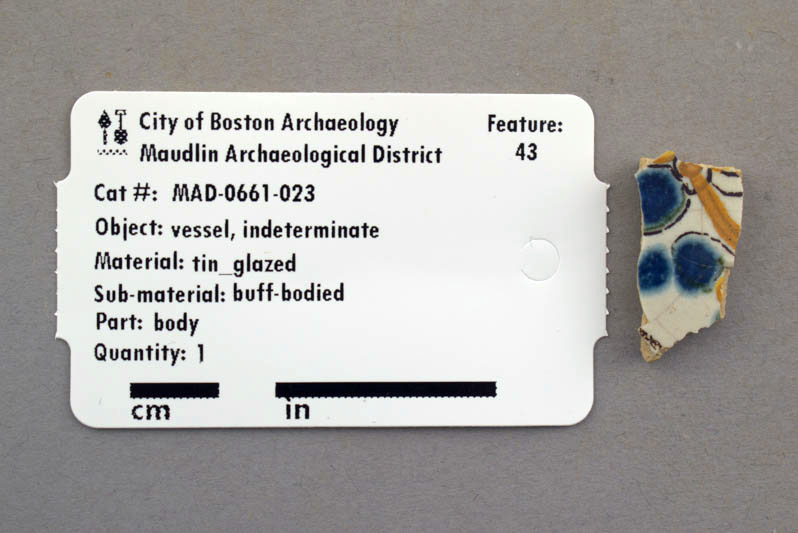 City of Boston Archaeology
Maudlin Archaeological District
Feature:
43
Cat #: MAD-0661-023
Object: vessel, indeterminate
Material: tin_glazed
Sub-material: buff-bodied
Part: body
Quantity: 1
cm
in